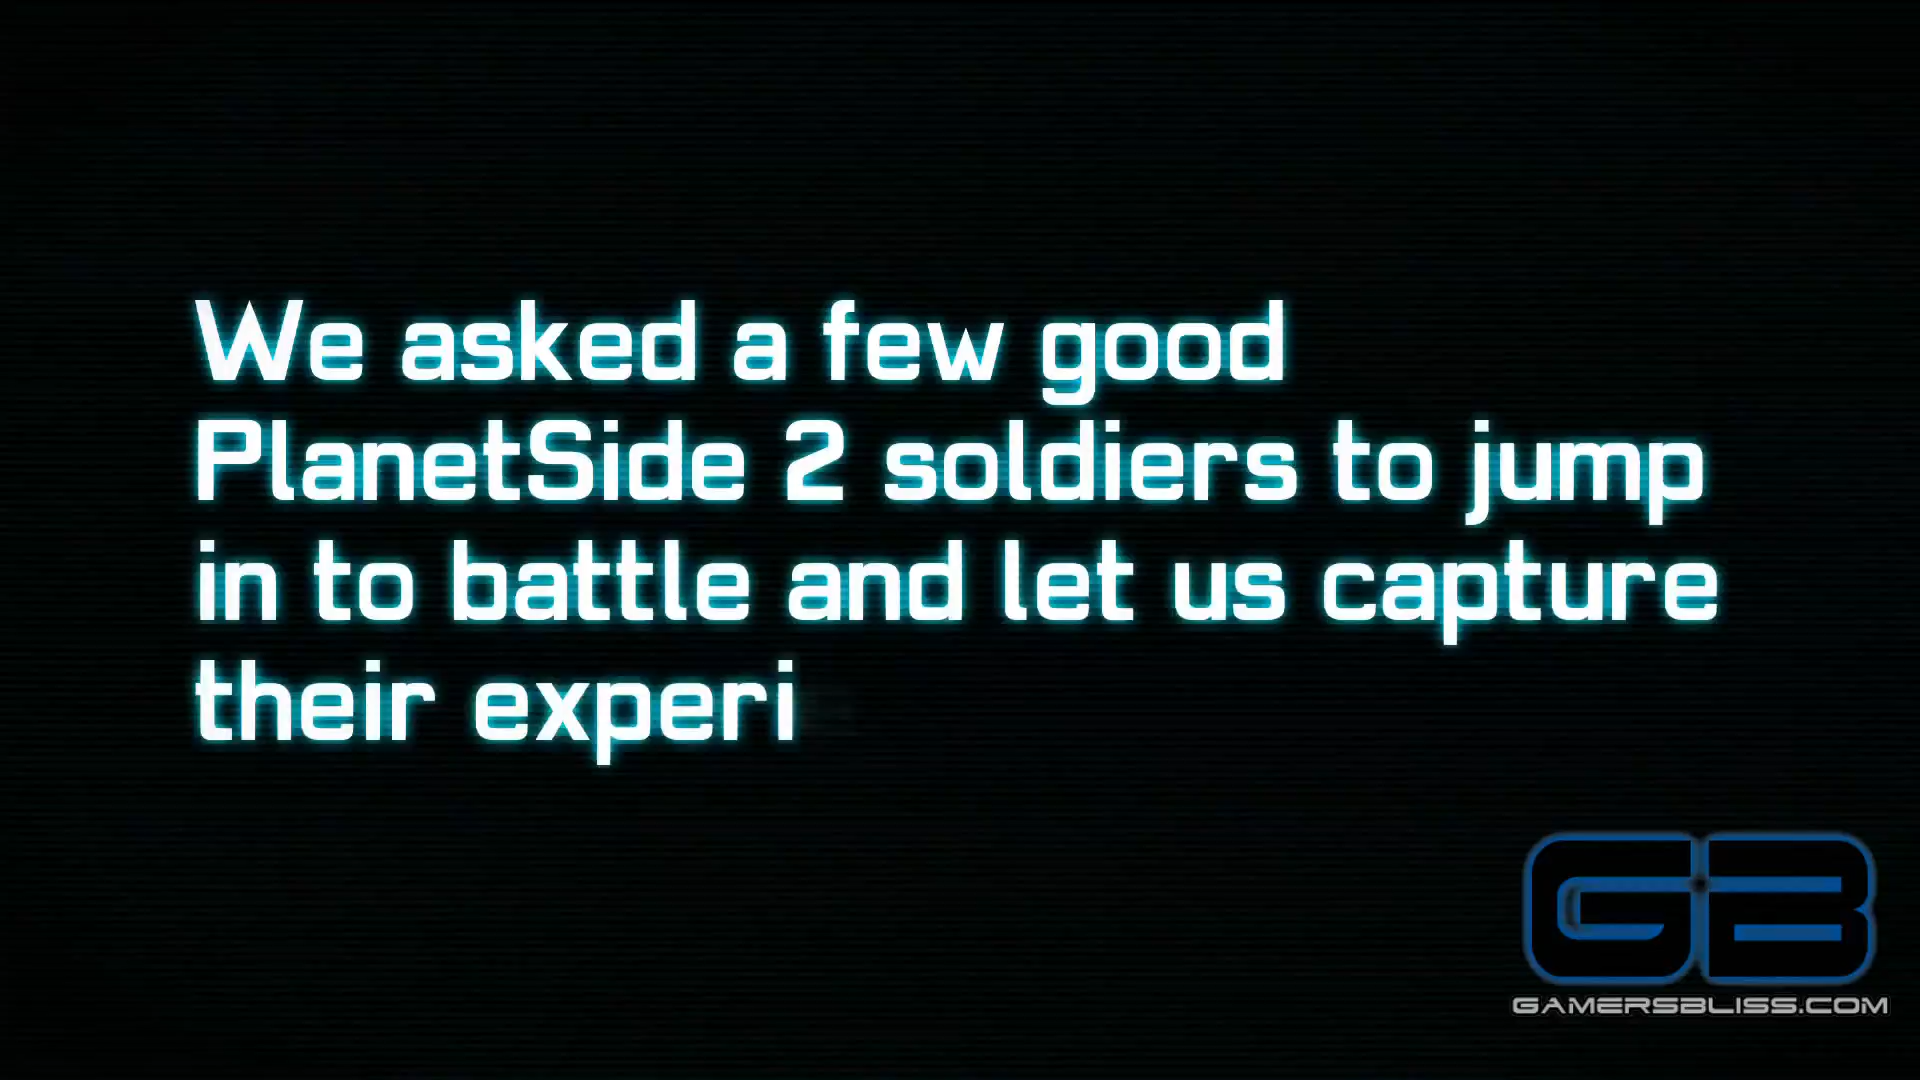 We asked a few good
PlanetSide 2 soldiers to jump
in to battle and let us capture
their experi
GB
GAMERSBLISS.COM